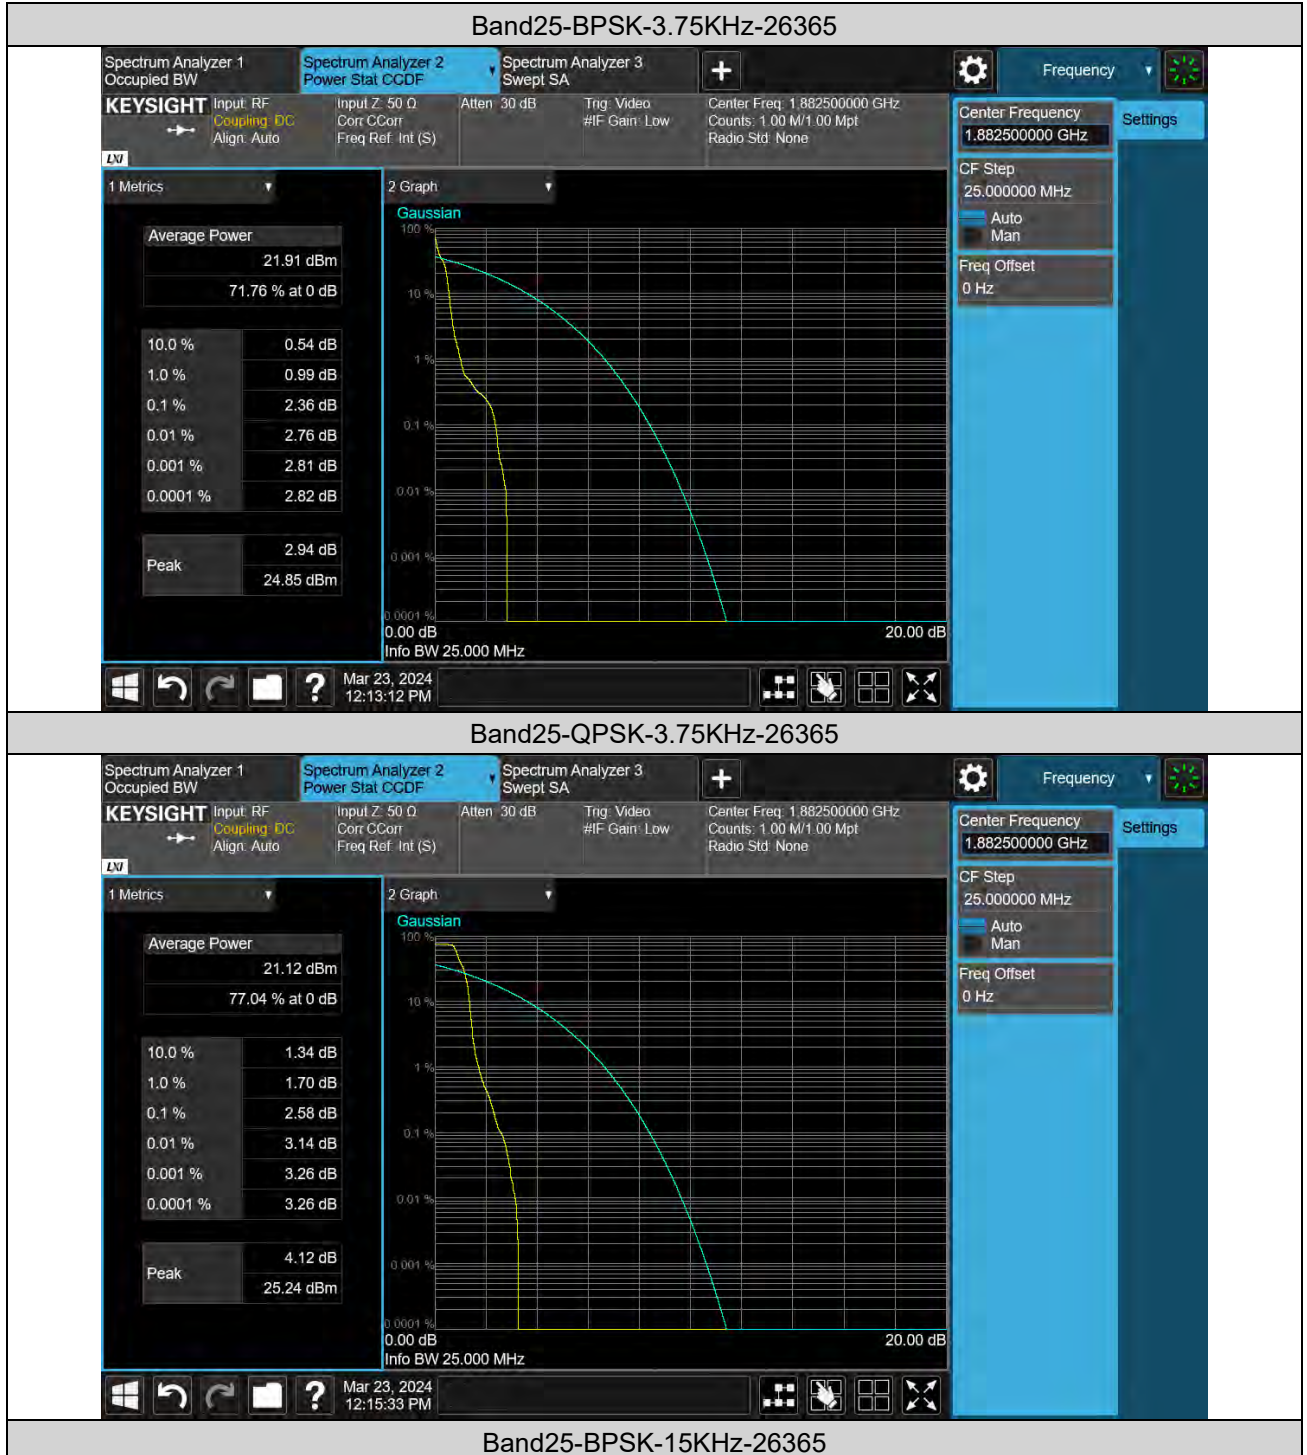 Band25-BPSK-3.75KHz-26365
Spectrum Analyzer 1
Occupied BW
Spectrum Analyzer 2
Power Stat CCDF
Spectrum Analyzer 3
Swept SA
Frequency
KEYSIGHT
LXI
Input: RF
Coupling: DC
Align: Auto
Input Z: 50 Ω
Corr CCorr
Freq Ref: Int (S)
Atten: 30 dB
Trig: Video
#IF Gain: Low
Center Freq: 1.882500000 GHz
Counts: 1.00 M/1.00 Mpt
Radio Std: None
Center Frequency
1.882500000 GHz
Settings
CF Step
25.000000 MHz
Auto
Man
Freq Offset
0 Hz
1 Metrics
Average Power
21.91 dBm
71.76 % at 0 dB
10.0 % 0.54 dB
1.0 % 0.99 dB
0.1 % 2.36 dB
0.01 % 2.76 dB
0.001 % 2.81 dB
0.0001 % 2.82 dB
Peak
2.94 dB
24.85 dBm
2 Graph
Gaussian
100 %
10 %
1 %
0.1 %
0.01 %
0.001 %
0.0001 %
0.00 dB
20.00 dB
Info BW 25.000 MHz
?
Mar 23, 2024
12:13:12 PM
Band25-QPSK-3.75KHz-26365
Spectrum Analyzer 1
Occupied BW
Spectrum Analyzer 2
Power Stat CCDF
Spectrum Analyzer 3
Swept SA
Frequency
KEYSIGHT
LXI
Input: RF
Coupling: DC
Align: Auto
Input Z: 50 Ω
Corr CCorr
Freq Ref: Int (S)
Atten: 30 dB
Trig: Video
#IF Gain: Low
Center Freq: 1.882500000 GHz
Counts: 1.00 M/1.00 Mpt
Radio Std: None
Center Frequency
1.882500000 GHz
Settings
CF Step
25.000000 MHz
Auto
Man
Freq Offset
0 Hz
1 Metrics
Average Power
21.12 dBm
77.04 % at 0 dB
10.0 % 1.34 dB
1.0 % 1.70 dB
0.1 % 2.58 dB
0.01 % 3.14 dB
0.001 % 3.26 dB
0.0001 % 3.26 dB
Peak
4.12 dB
25.24 dBm
2 Graph
Gaussian
100 %
10 %
1 %
0.1 %
0.01 %
0.001 %
0.0001 %
0.00 dB
20.00 dB
Info BW 25.000 MHz
?
Mar 23, 2024
12:15:33 PM
Band25-BPSK-15KHz-26365